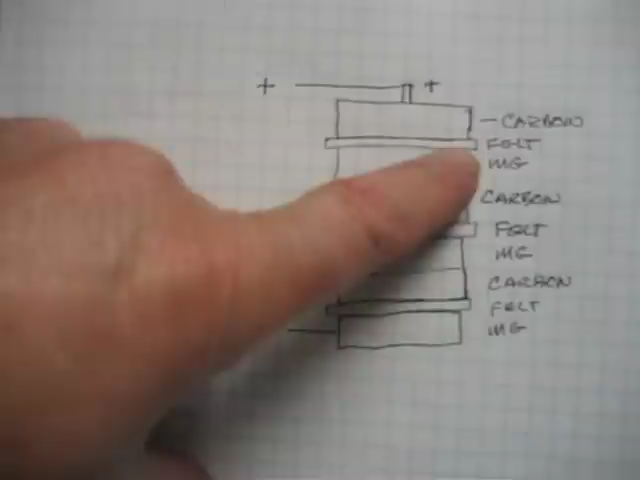 + +
- CARBON
FELT
MG
CARBON
FELT
MG
CARBON
FELT
MG